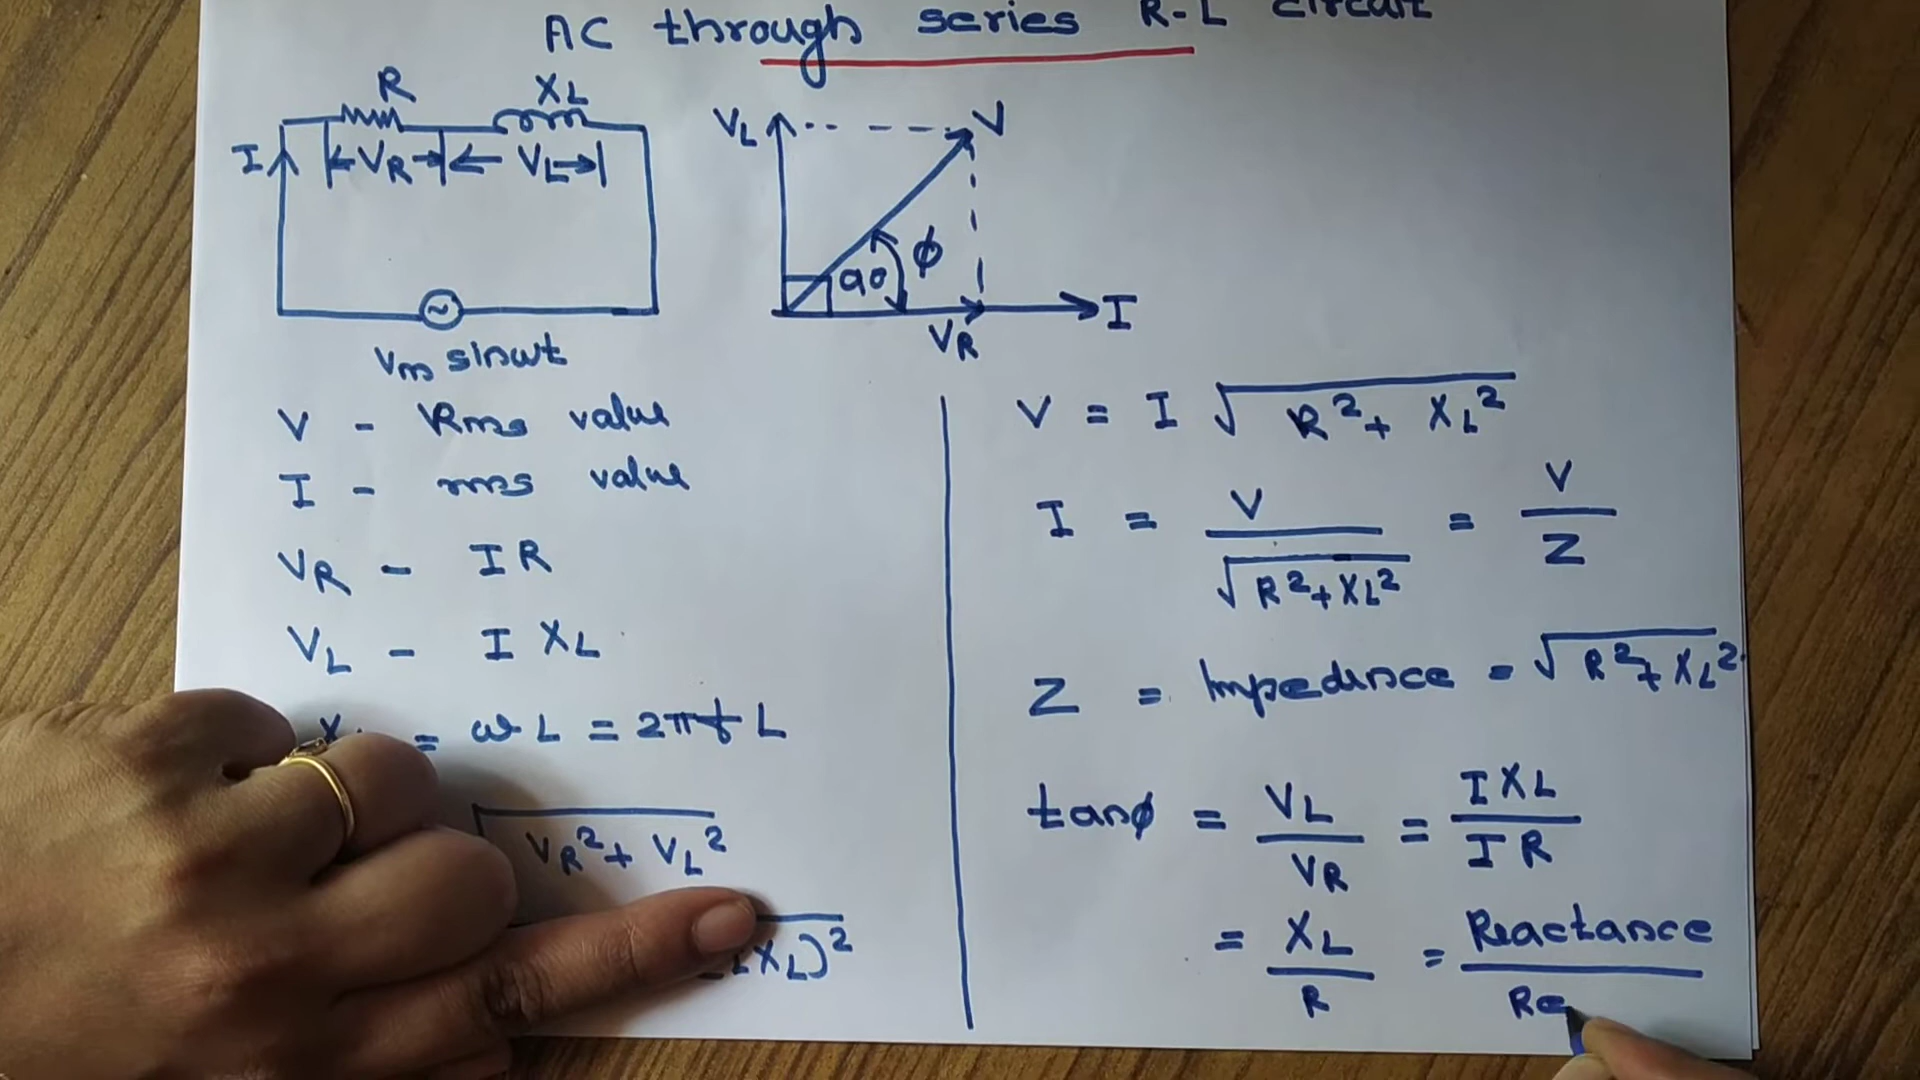 AC through series R-L circuit
R XL
I VR VL
Vm sinωt
VL V
90 ϕ
VR I
V - Rms value
I - rms value
VR - IR
VL - I XL
X = ωL = 2πfL
√VR² + VL²
XL)²
V = I √R² + XL²
I = V / √R² + XL² = V / Z
Z = Impedance = √R² + XL²
tanϕ = VL / VR = I XL / I R
= XL / R = Reactance / Re